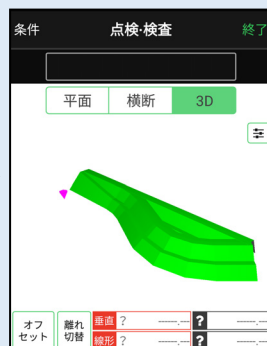 条件 点検·検査 終了
平面 横断 3D
オフセット 離れ切替
垂直 ? ------.--- ? ------.---
線形 ? ------.--- ? ------.---